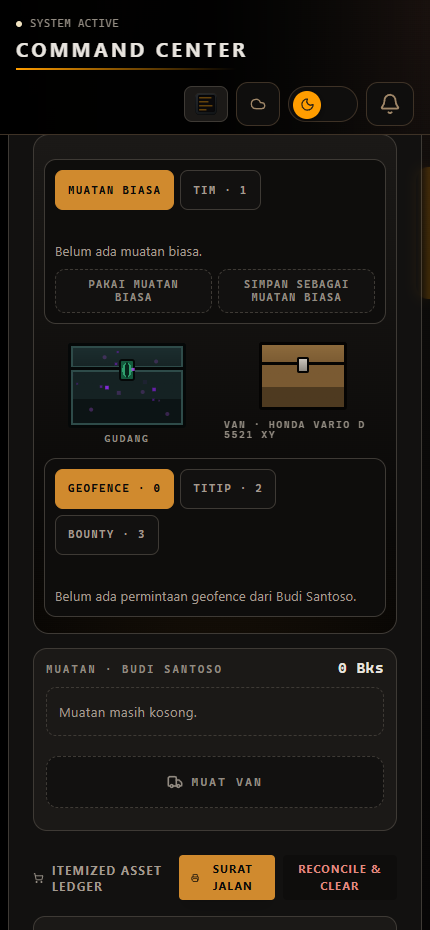 SYSTEM ACTIVE
COMMAND CENTER
MUATAN BIASA
TIM · 1
Belum ada muatan biasa.
PAKAI MUATAN
BIASA
SIMPAN SEBAGAI
MUATAN BIASA
GUDANG
VAN · HONDA VARIO D
5521 XY
GEOFENCE · 0
TITIP · 2
BOUNTY · 3
Belum ada permintaan geofence dari Budi Santoso.
MUATAN · BUDI SANTOSO
0 Bks
Muatan masih kosong.
MUAT VAN
ITEMIZED ASSET
LEDGER
SURAT
JALAN
RECONCILE &
CLEAR